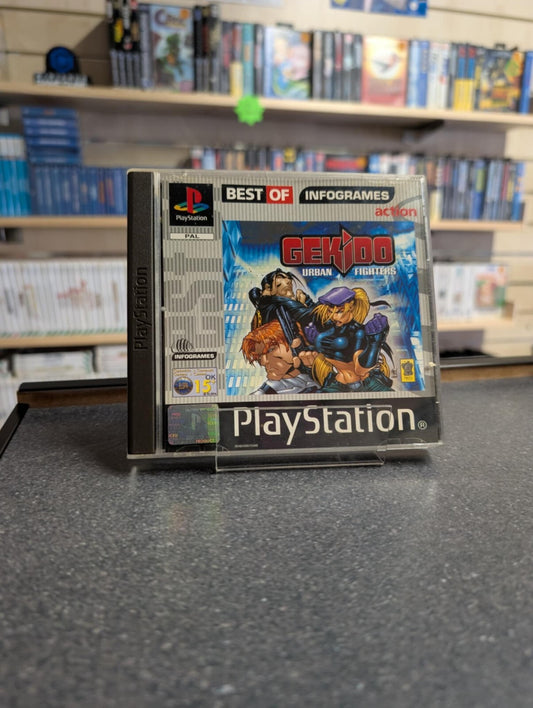 BEST OF INFOGRAMES
action
PlayStation
PAL
GEKIDO
URBAN FIGHTERS
PlayStation
INFOGRAMES
15
PlayStation®